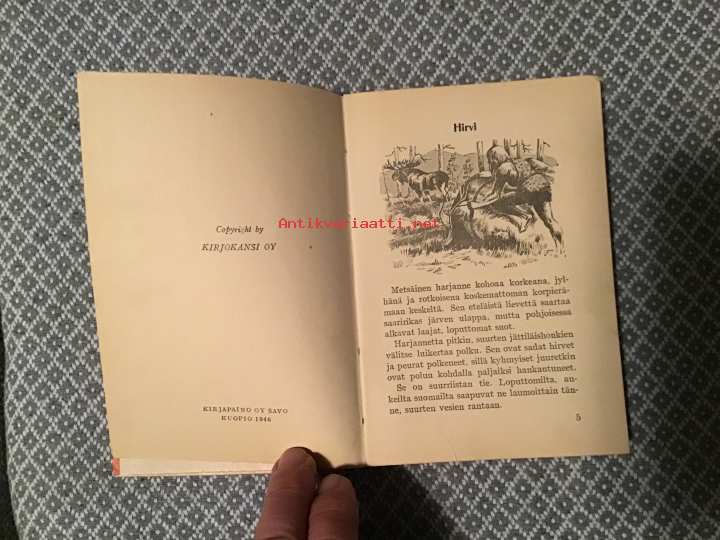 Copyright by
KIRJOKANSI OY
KIRJAPAINO OY SAVO
KUOPIO 1946
Antikvariaatti.net
Hirvi
Metsäinen harjanne kohoaa korkeana, jyl-
hänä ja rotkoisena koskemattoman korpierä-
maan keskeltä. Sen eteläistä lievettä saartaa
saaririkas järven ulappa, mutta pohjoisessa
alkavat laajat, loputtomat suot.
Harjannetta pitkin, suurten jättiläishonkien
välitse luikertaa polku. Sen ovat sadat hirvet
ja peurat polkeneet, sillä kyhmyiset juuretkin
ovat polun kohdalla paljaiksi hankautuneet.
Se on suurriistan tie. Loputtomilta, au-
keilta suomailta saapuvat ne laumoittain tän-
ne, suurten vesien rantaan.
5